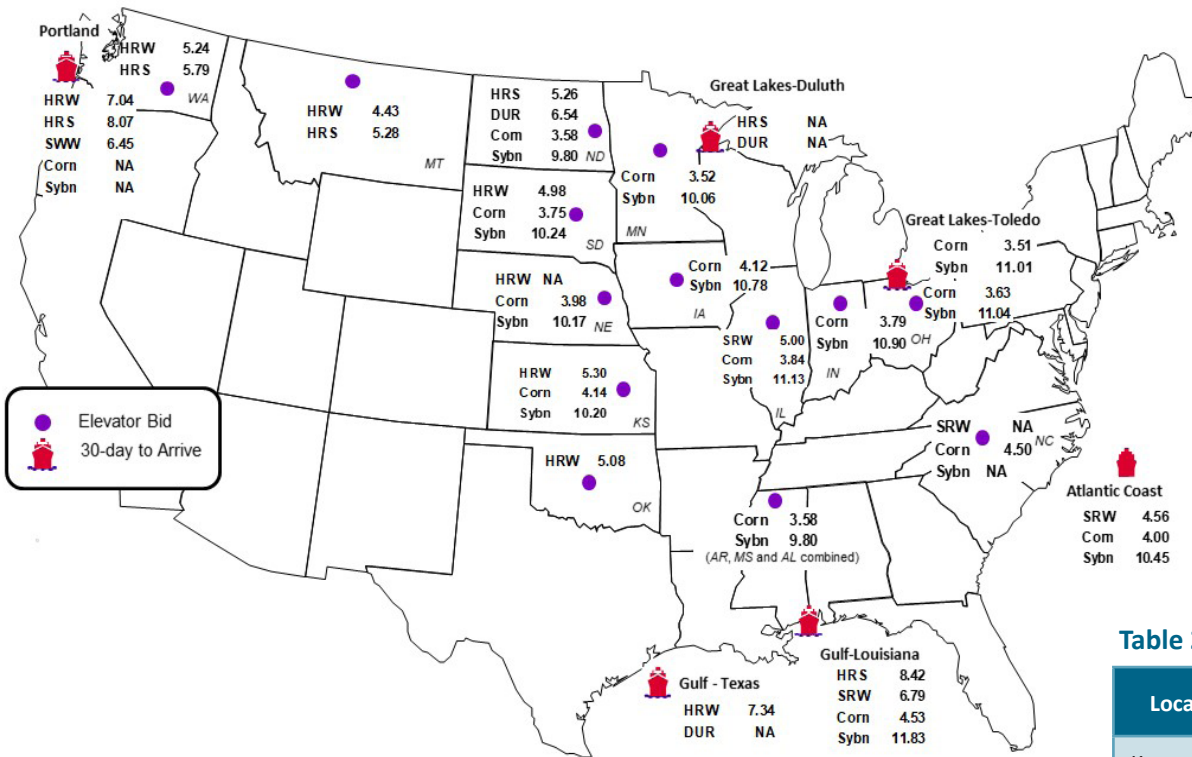 Portland
HRW 5.24
HRS 5.79
WA
HRW 7.04
HRS 8.07
SWW 6.45
Corn NA
Sybn NA
HRW 4.43
HRS 5.28
MT
HRS 5.26
DUR 6.54
Corn 3.58
Sybn 9.80
ND
Great Lakes-Duluth
HRS NA
DUR NA
Corn 3.52
Sybn 10.06
MN
HRW 4.98
Corn 3.75
Sybn 10.24
SD
Great Lakes-Toledo
Corn 3.51
Sybn 11.01
HRW NA
Corn 3.98
Sybn 10.17
NE
Corn 4.12
Sybn 10.78
IA
Corn 3.63
Sybn 11.04
OH
Corn 3.79
Sybn 10.90
IN
SRW 5.00
Corn 3.84
Sybn 11.13
IL
HRW 5.30
Corn 4.14
Sybn 10.20
KS
Elevator Bid
30-day to Arrive
HRW 5.08
OK
SRW NA
Corn 4.50
Sybn NA
NC
Corn 3.58
Sybn 9.80
(AR, MS and AL combined)
Atlantic Coast
SRW 4.56
Corn 4.00
Sybn 10.45
Gulf-Louisiana
HRS 8.42
SRW 6.79
Corn 4.53
Sybn 11.83
Gulf - Texas
HRW 7.34
DUR NA
Table
Loca